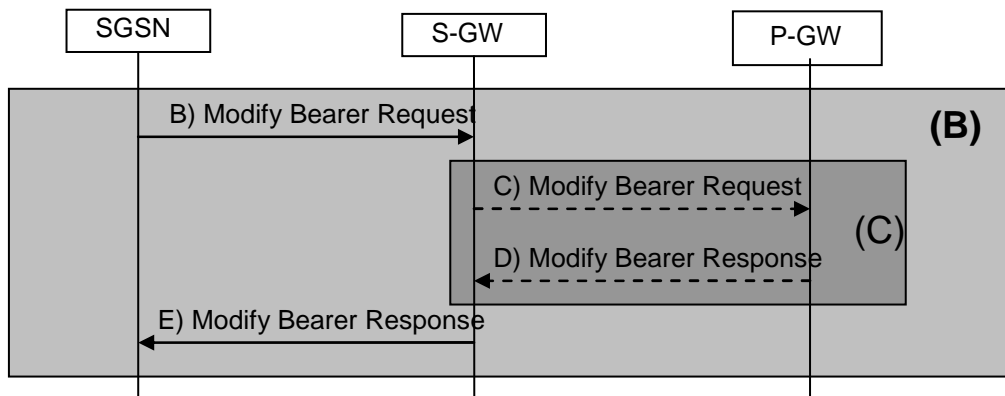 SGSN
S-GW
P-GW
B) Modify Bearer Request
(B)
C) Modify Bearer Request
(C)
D) Modify Bearer Response
E) Modify Bearer Response